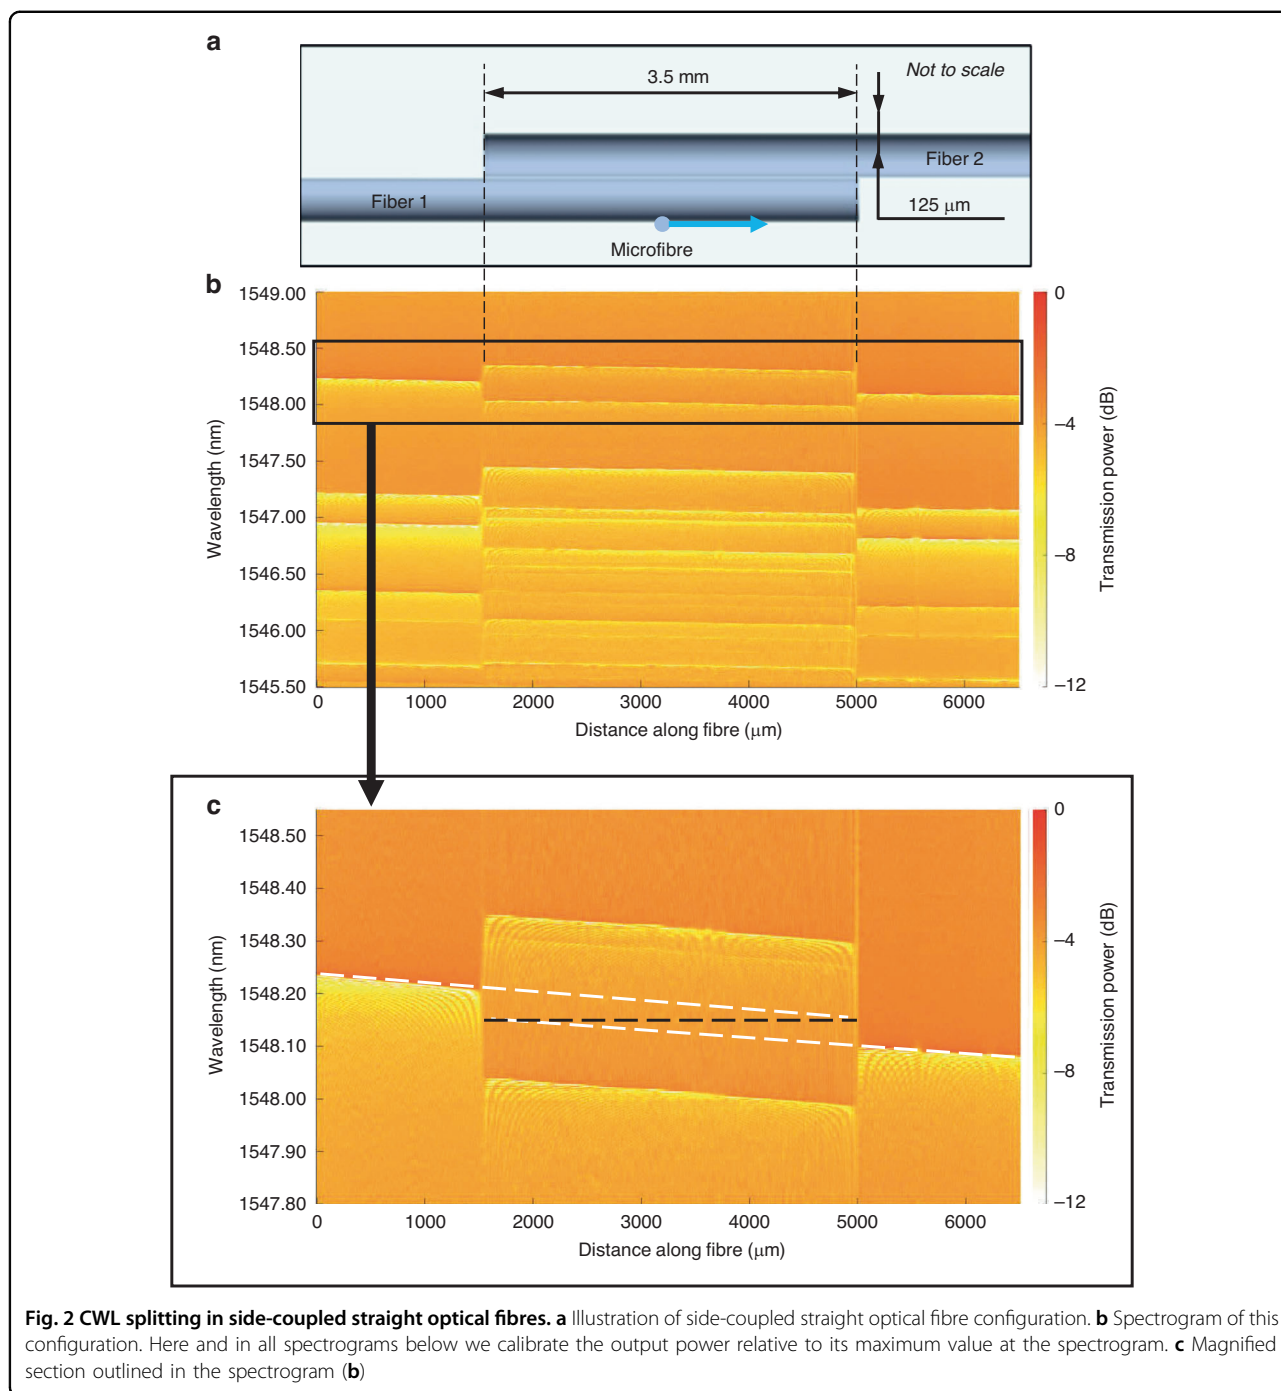 a
3.5 mm
Not to scale
Fiber 2
Fiber 1
125 μm
Microfibre
b
1549.00
1548.50
1548.00
1547.50
1547.00
1546.50
1546.00
1545.50
Wavelength (nm)
0 1000 2000 3000 4000 5000 6000
Distance along fibre (μm)
0
−4
−8
−12
Transmission power (dB)
c
1548.50
1548.40
1548.30
1548.20
1548.10
1548.00
1547.90
1547.80
Wavelength (nm)
0 1000 2000 3000 4000 5000 6000
Distance along fibre (μm)
0
−4
−8
−12
Transmission power (dB)
Fig. 2 CWL splitting in side-coupled straight optical fibres. a Illustration of side-coupled straight optical fibre configuration. b Spectrogram of this
configuration. Here and in all spectrograms below we calibrate the output power relative to its maximum value at the spectrogram. c Magnified
section outlined in the spectrogram (b)